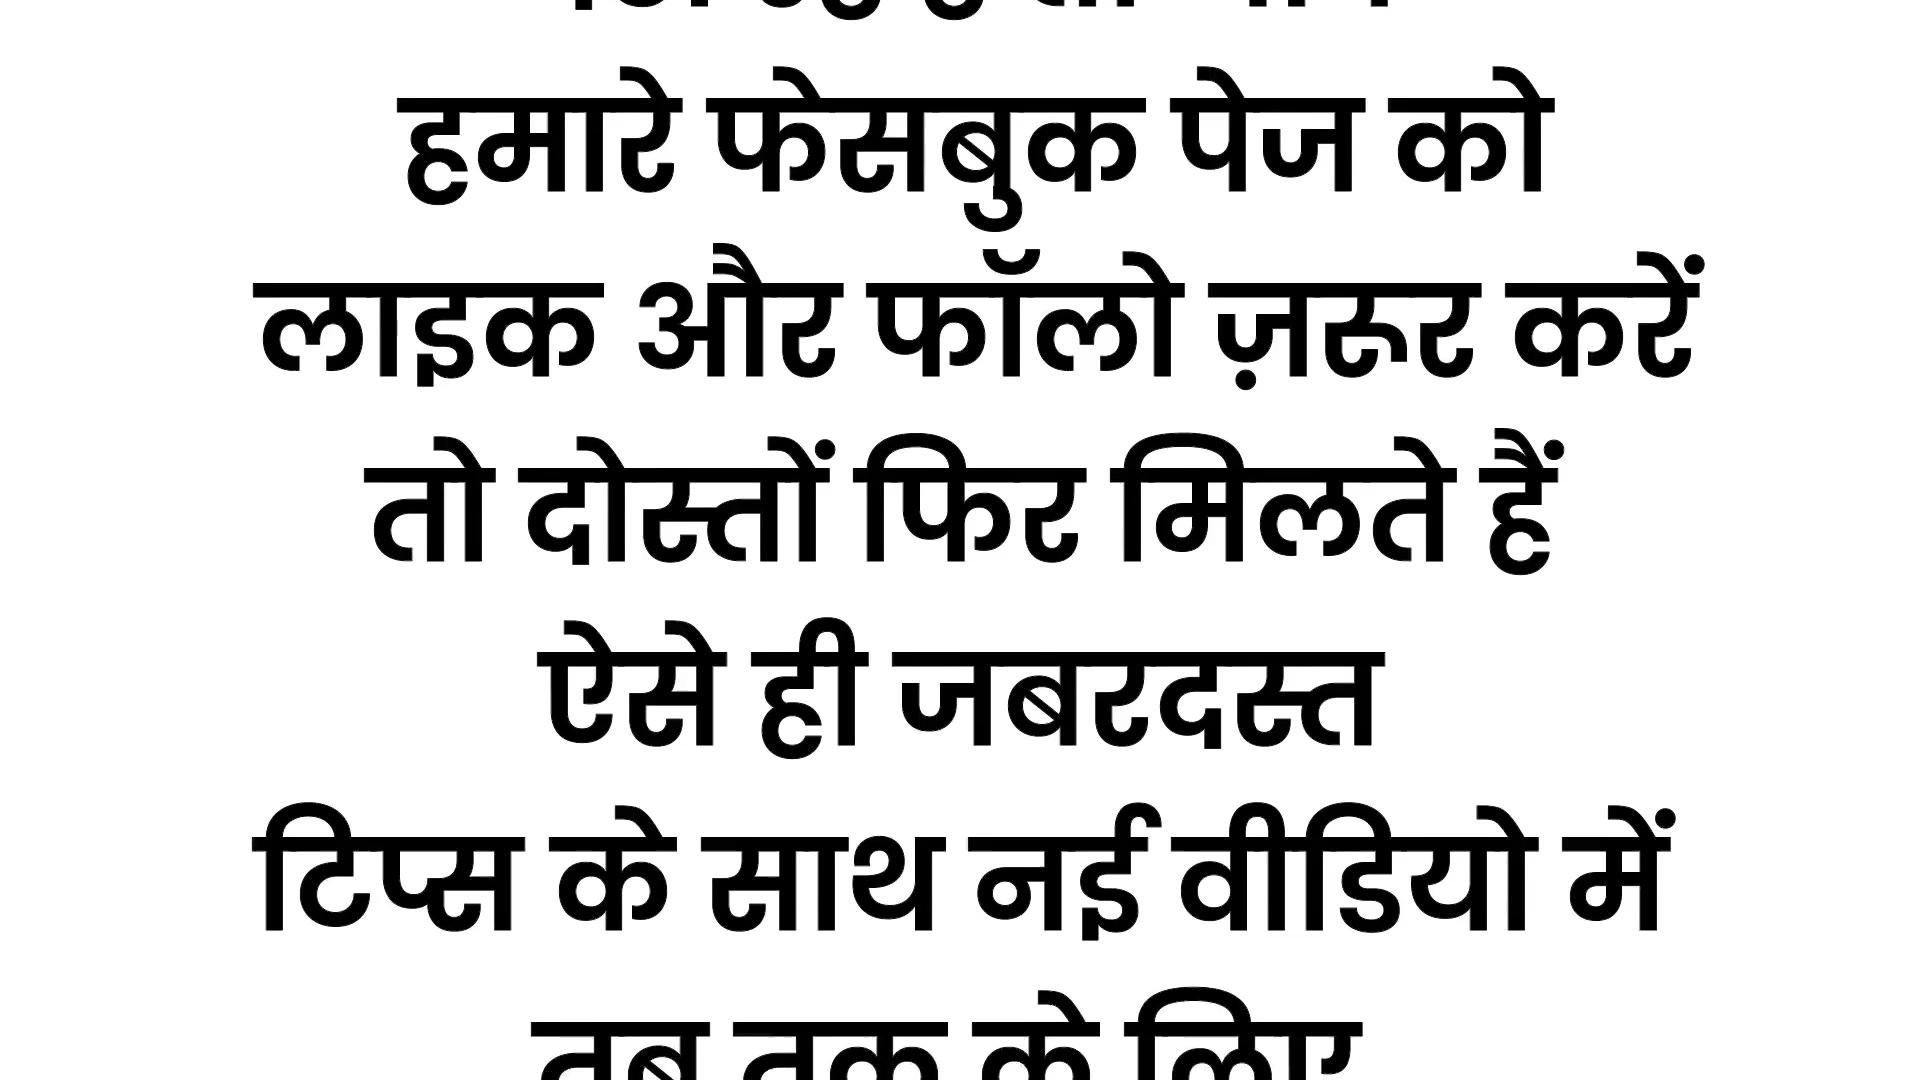 हमारे फेसबुक पेज को
लाइक और फॉलो ज़रूर करें
तो दोस्तों फिर मिलते हैं
ऐसे ही जबरदस्त
टिप्स के साथ नई वीडियो में
तब तक के लिए